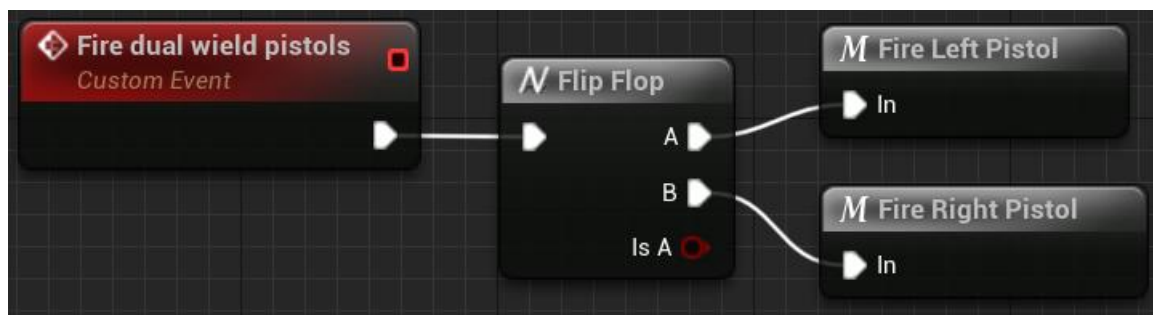 Fire dual wield pistols
Custom Event
Flip Flop
A
B
Is A
M Fire Left Pistol
In
M Fire Right Pistol
In